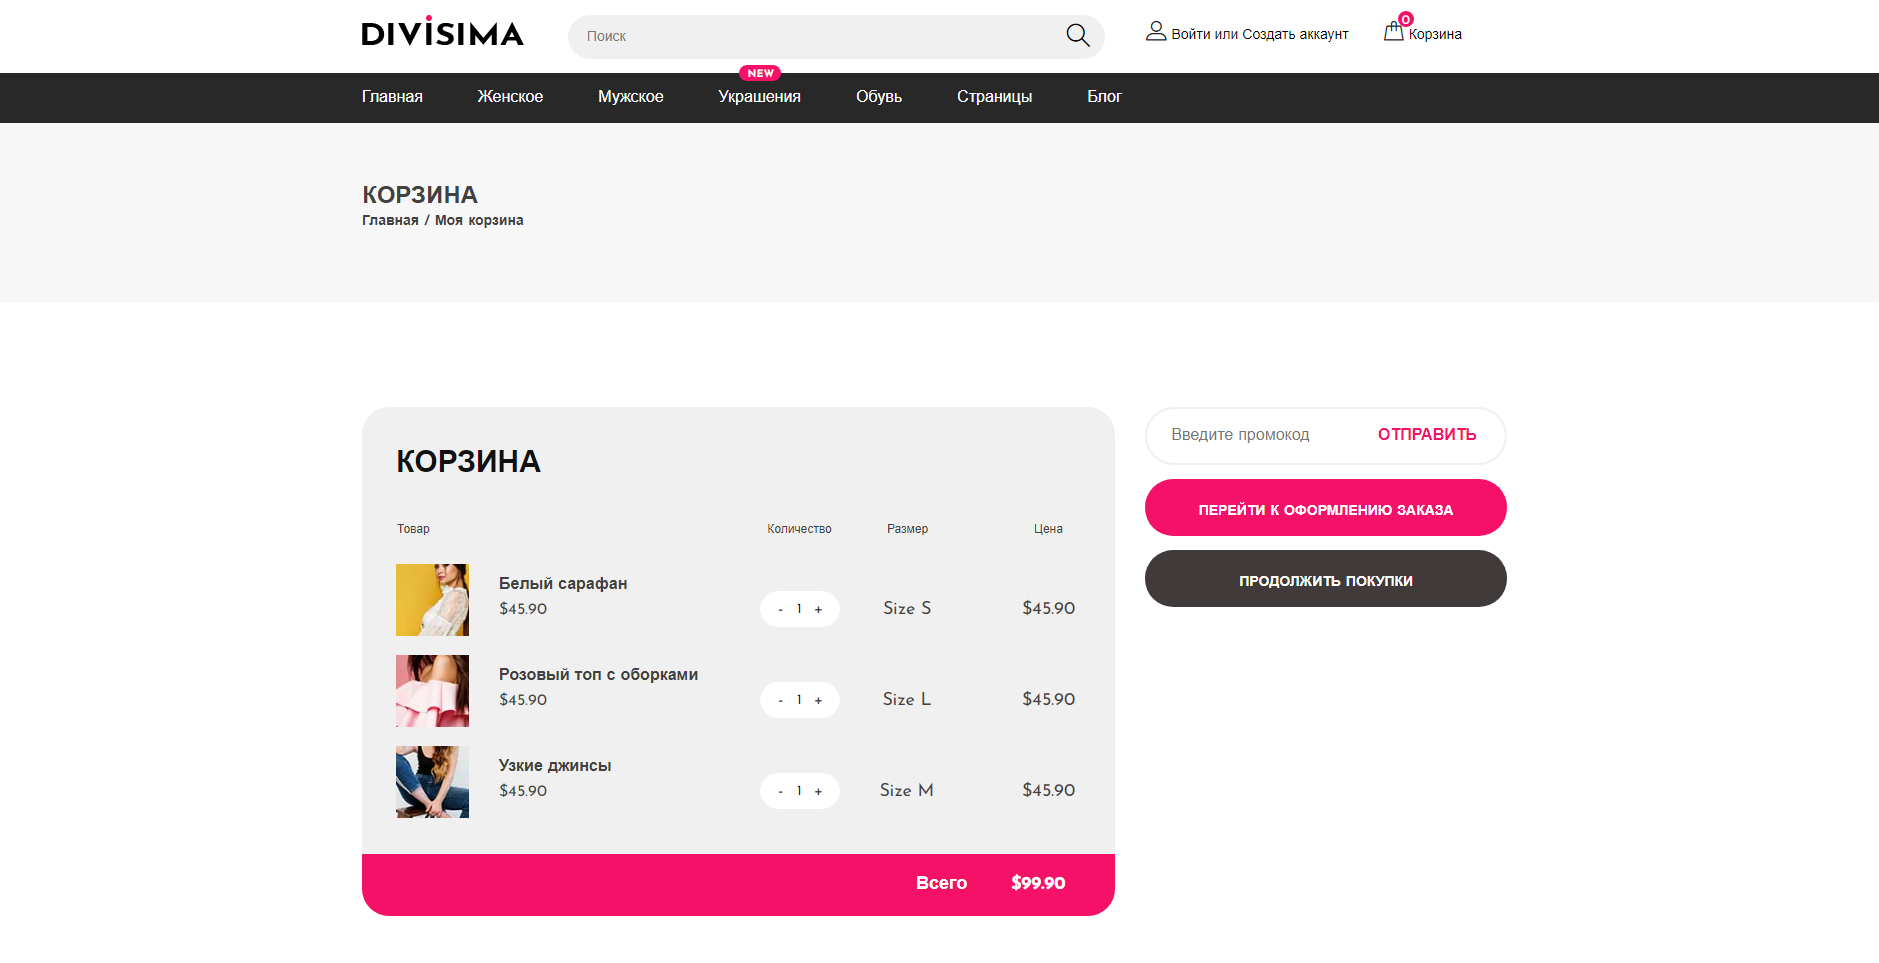 DIVISIMA
Поиск
Войти или Создать аккаунт
0
Корзина
NEW
Главная Женское Мужское Украшения Обувь Страницы Блог
КОРЗИНА
Главная / Моя корзина
КОРЗИНА
Товар Количество Размер Цена
Белый сарафан
$45.90
- 1 + Size S $45.90
Розовый топ с оборками
$45.90
- 1 + Size L $45.90
Узкие джинсы
$45.90
- 1 + Size M $45.90
Всего $99.90
Введите промокод ОТПРАВИТЬ
ПЕРЕЙТИ К ОФОРМЛЕНИЮ ЗАКАЗА
ПРОДОЛЖИТЬ ПОКУПКИ